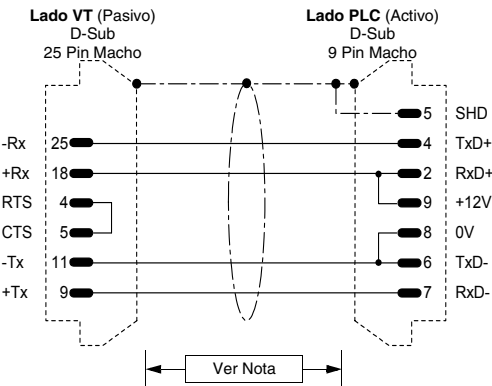 Lado VT (Pasivo)
D-Sub
25 Pin Macho
Lado PLC (Activo)
D-Sub
9 Pin Macho
5 SHD
-Rx 25 4 TxD+
+Rx 18 2 RxD+
RTS 4 9 +12V
CTS 5 8 0V
-Tx 11 6 TxD-
+Tx 9 7 RxD-
Ver Nota